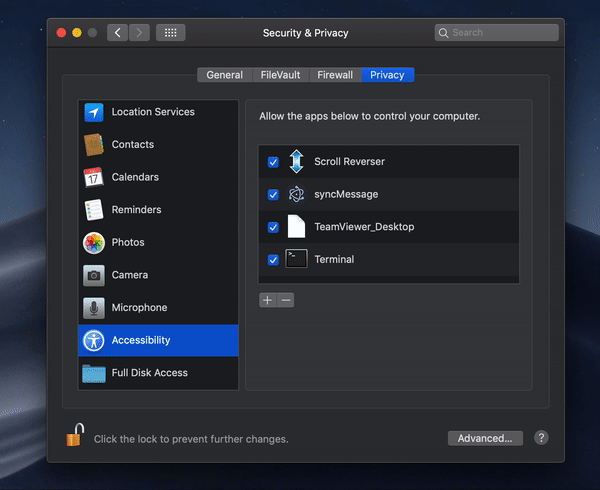 Security & Privacy
Search
General
FileVault
Firewall
Privacy
Location Services
Contacts
17
Calendars
Reminders
Photos
Camera
Microphone
Accessibility
Full Disk Access
Allow the apps below to control your computer.
Scroll Reverser
syncMessage
TeamViewer_Desktop
>_
Terminal
+ −
Click the lock to prevent further changes.
Advanced...
?